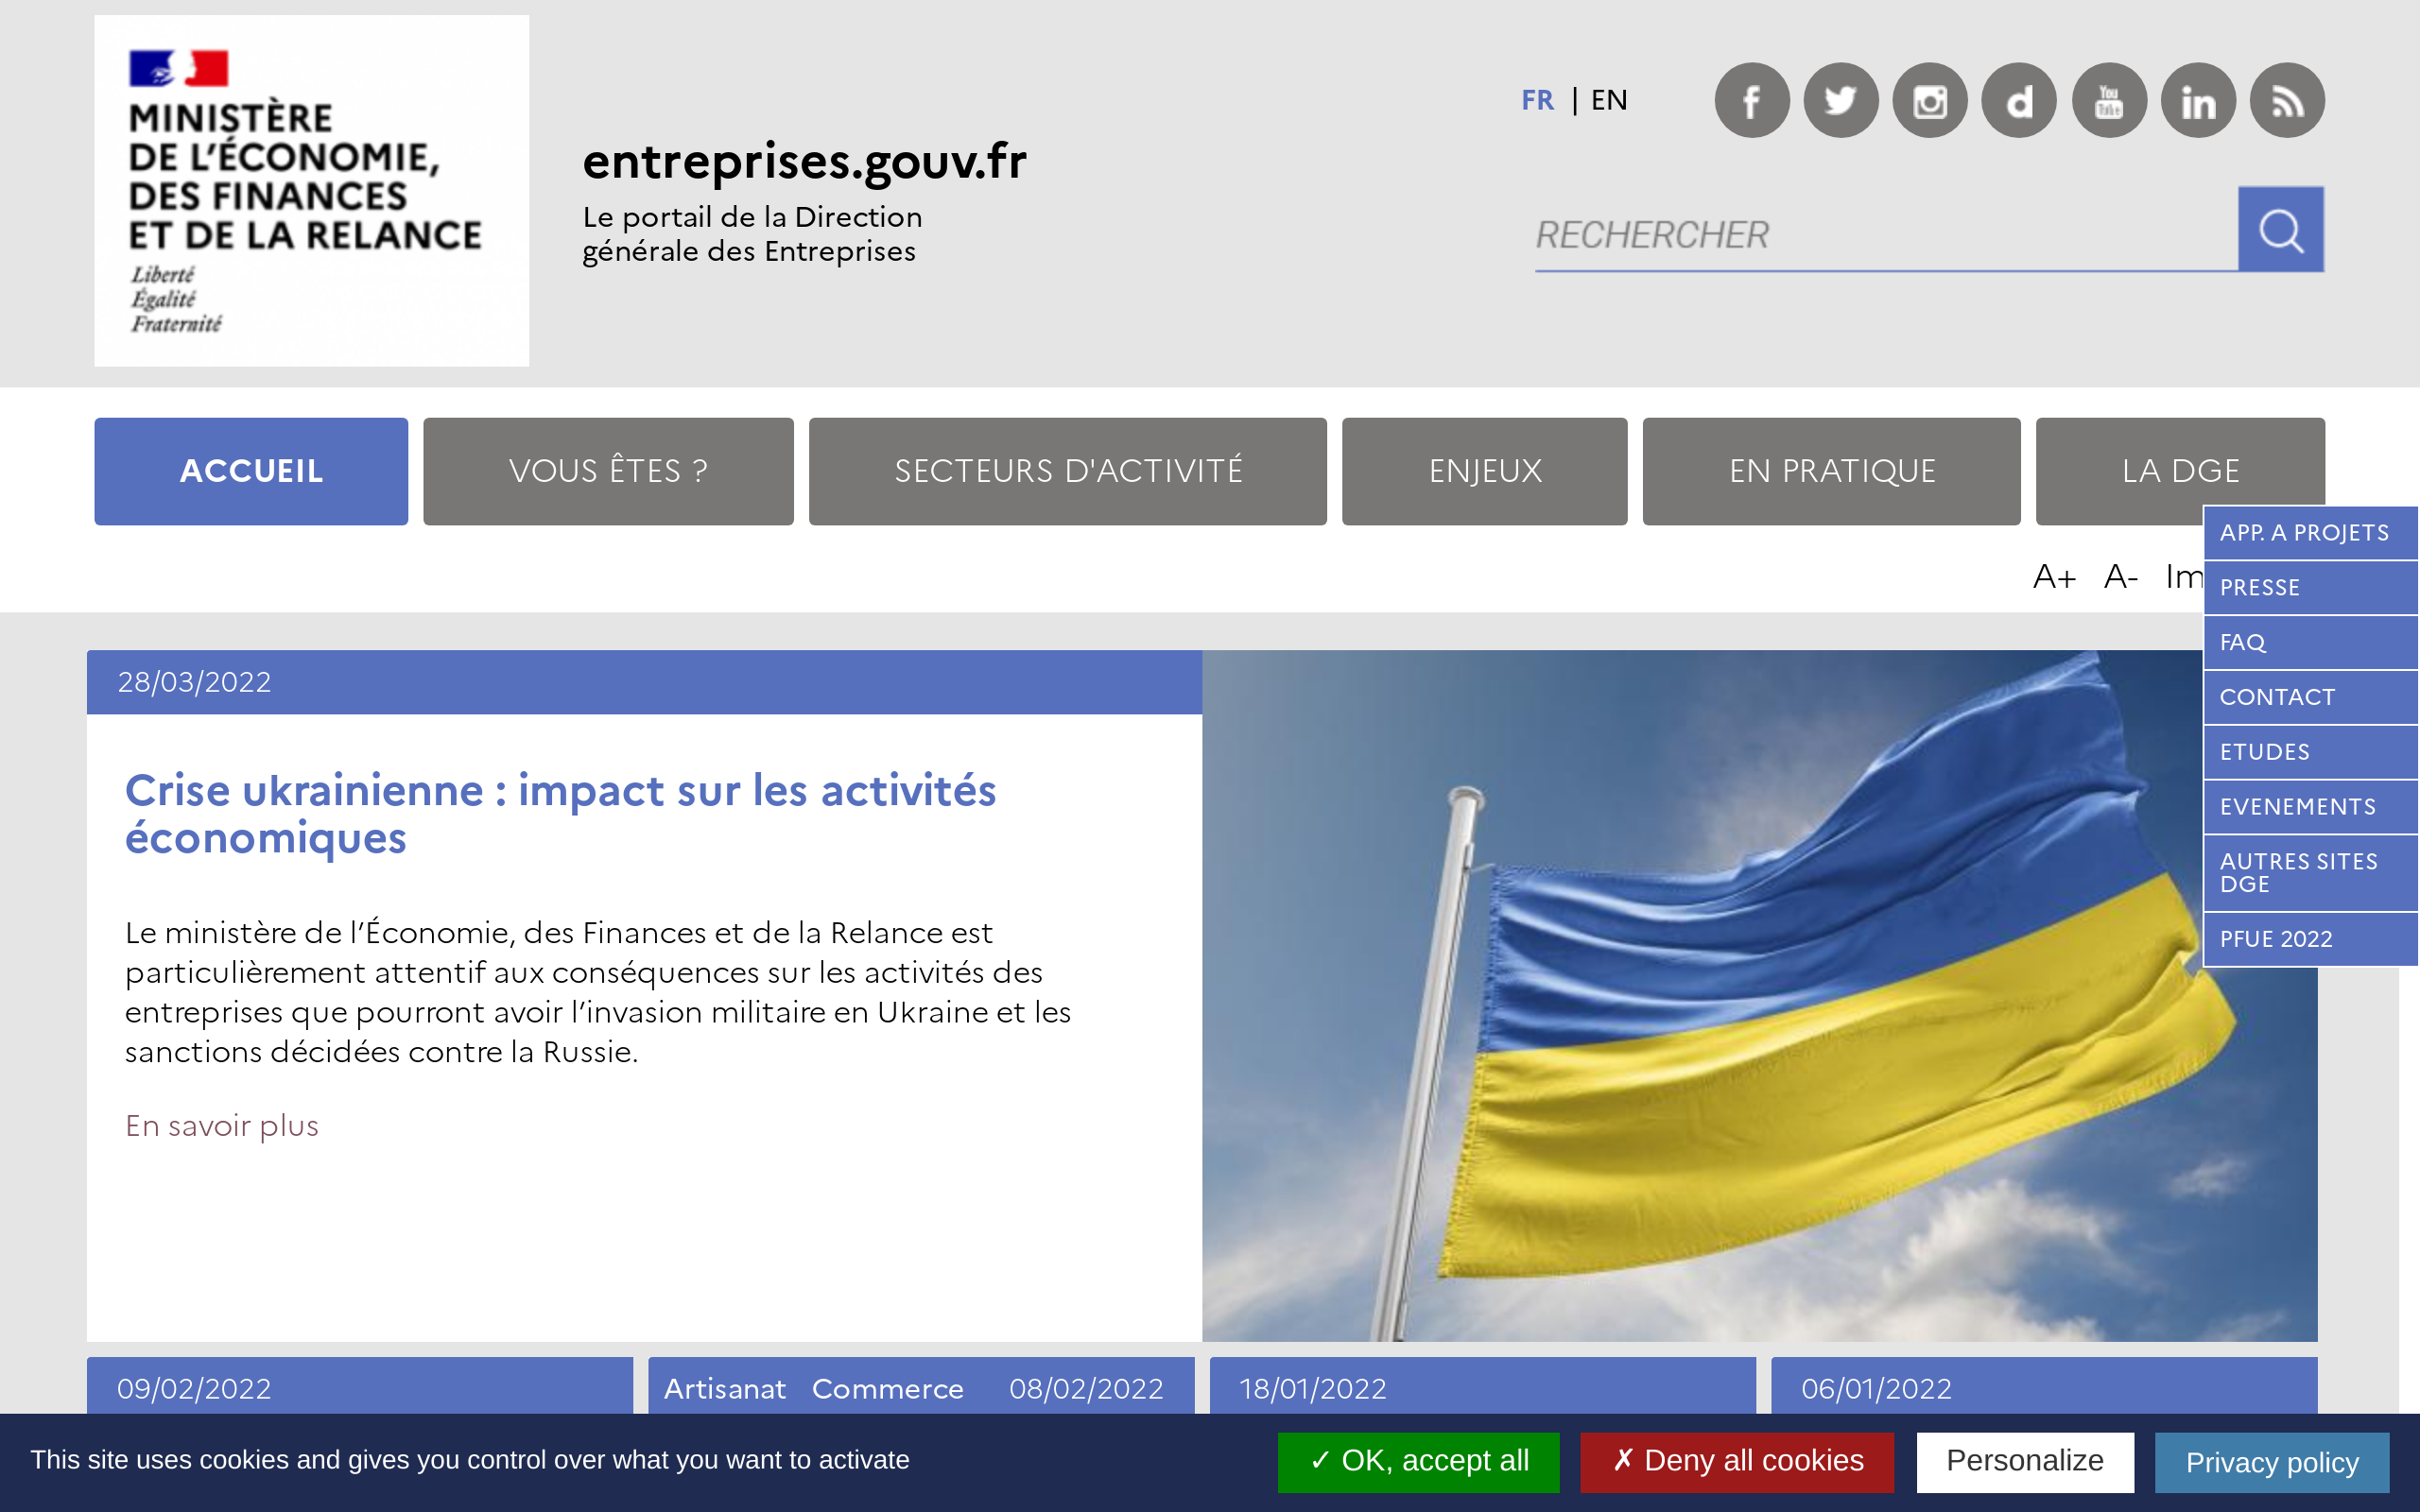 MINISTÈRE
DE L’ÉCONOMIE,
DES FINANCES
ET DE LA RELANCE
Liberté
Égalité
Fraternité
entreprises.gouv.fr
Le portail de la Direction
générale des Entreprises
FR | EN
RECHERCHER
ACCUEIL
VOUS ÊTES ?
SECTEURS D'ACTIVITÉ
ENJEUX
EN PRATIQUE
LA DGE
A+ A-
APP. A PROJETS
PRESSE
FAQ
CONTACT
ETUDES
EVENEMENTS
AUTRES SITES
DGE
PFUE 2022
28/03/2022
Crise ukrainienne : impact sur les activités
économiques
Le ministère de l’Économie, des Finances et de la Relance est
particulièrement attentif aux conséquences sur les activités des
entreprises que pourront avoir l’invasion militaire en Ukraine et les
sanctions décidées contre la Russie.
En savoir plus
09/02/2022
Artisanat Commerce 08/02/2022
18/01/2022
06/01/2022
This site uses cookies and gives you control over what you want to activate
✓ OK, accept all
✗ Deny all cookies
Personalize
Privacy policy